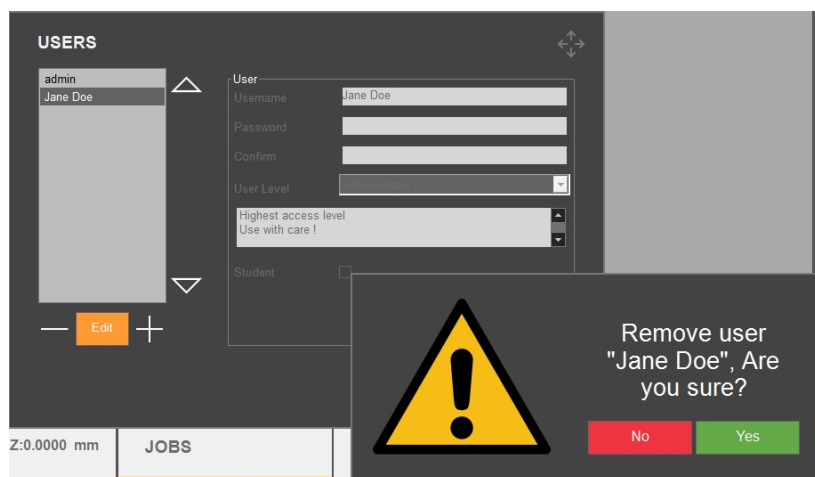 USERS
admin
Jane Doe
User
Username
Jane Doe
Password
Confirm
User Level
Administrator
Highest access level
Use with care !
Student
Edit
Remove user
"Jane Doe", Are
you sure?
No
Yes
Z:0.0000 mm
JOBS